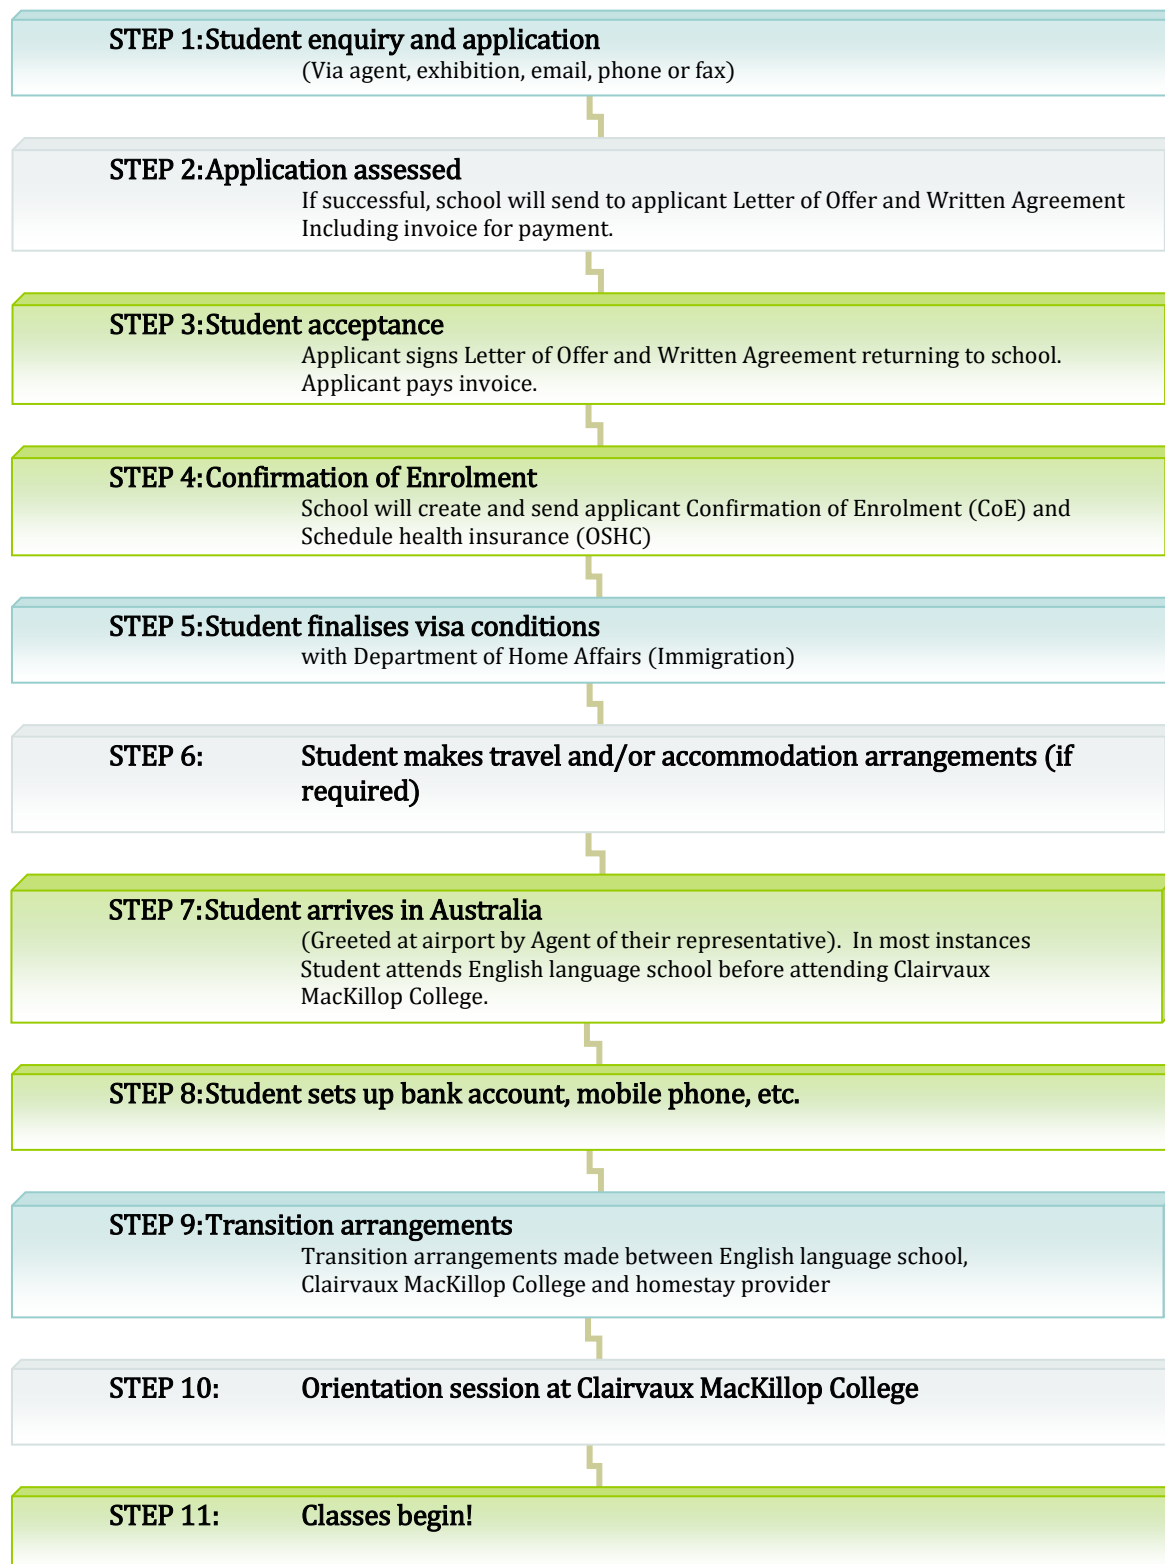 STEP 1: Student enquiry and application
(Via agent, exhibition, email, phone or fax)
STEP 2: Application assessed
If successful, school will send to applicant Letter of Offer and Written Agreement
Including invoice for payment.
STEP 3: Student acceptance
Applicant signs Letter of Offer and Written Agreement returning to school.
Applicant pays invoice.
STEP 4: Confirmation of Enrolment
School will create and send applicant Confirmation of Enrolment (CoE) and
Schedule health insurance (OSHC)
STEP 5: Student finalises visa conditions
with Department of Home Affairs (Immigration)
STEP 6: Student makes travel and/or accommodation arrangements (if
required)
STEP 7: Student arrives in Australia
(Greeted at airport by Agent of their representative). In most instances
Student attends English language school before attending Clairvaux
MacKillop College.
STEP 8: Student sets up bank account, mobile phone, etc.
STEP 9: Transition arrangements
Transition arrangements made between English language school,
Clairvaux MacKillop College and homestay provider
STEP 10: Orientation session at Clairvaux MacKillop College
STEP 11: Classes begin!